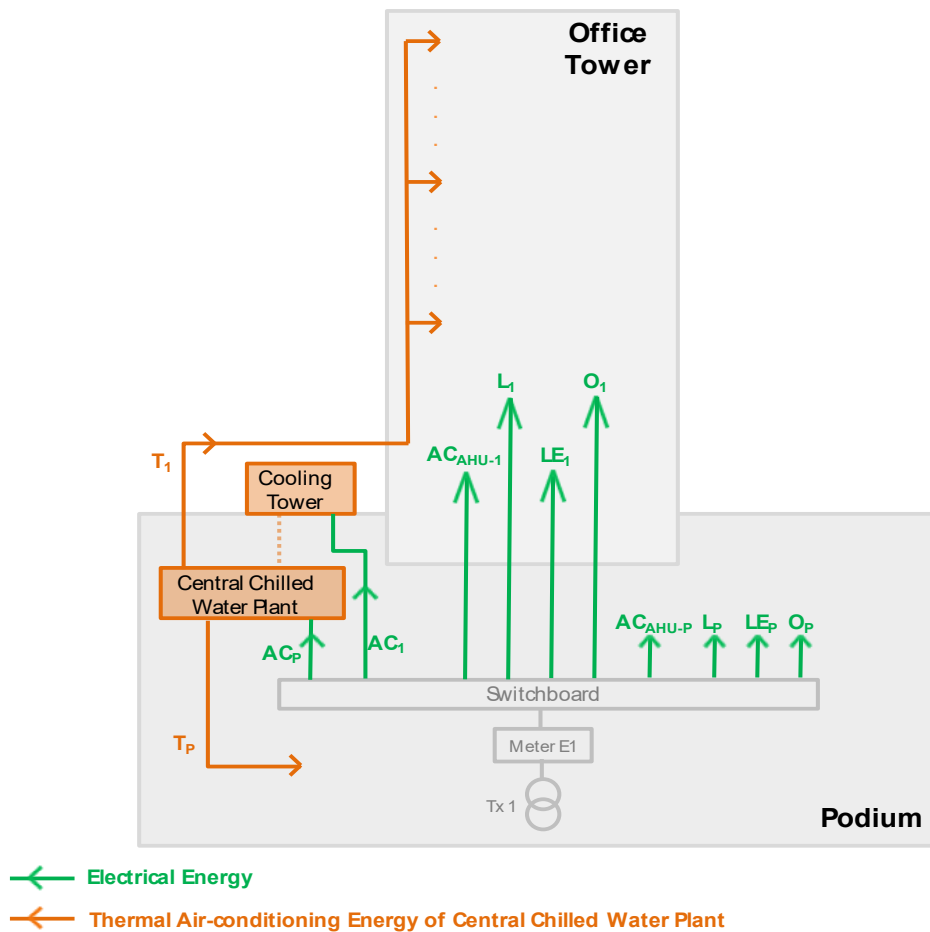 Office
Tower
L1
O1
ACAHU-1
LE1
T1
Cooling
Tower
Central Chilled
Water Plant
ACP
AC1
ACAHU-P
LP
LEP
OP
Switchboard
TP
Meter E1
Tx 1
Podium
Electrical Energy
Thermal Air-conditioning Energy of Central Chilled Water Plant